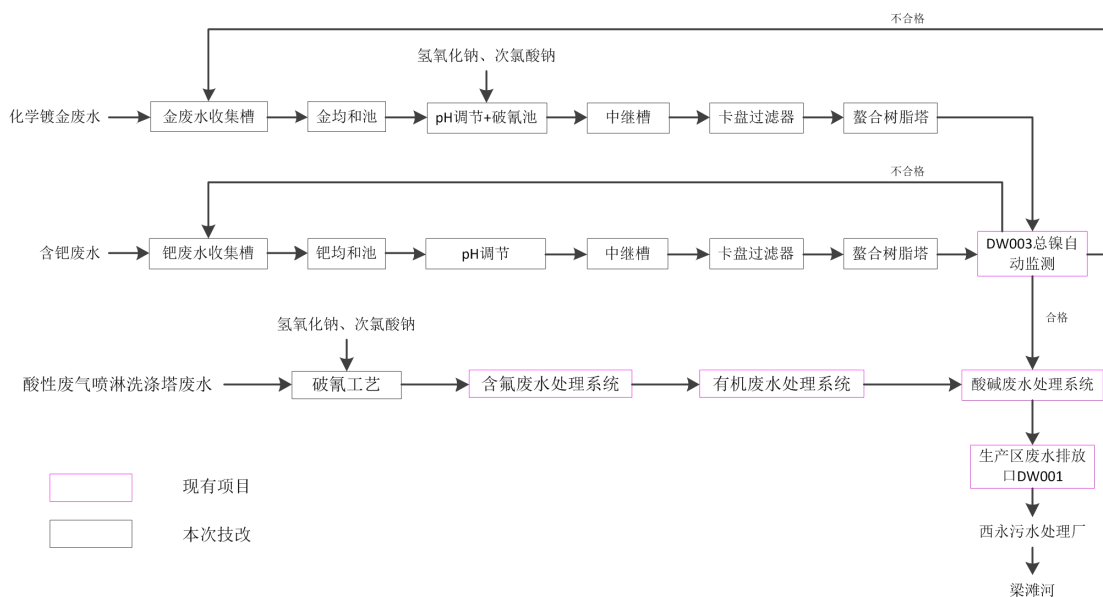 不合格
氢氧化钠、次氯酸钠
化学镀金废水
金废水收集槽
金均和池
pH调节+破氰池
中继槽
卡盘过滤器
螯合树脂塔
不合格
含钯废水
钯废水收集槽
钯均和池
pH调节
中继槽
卡盘过滤器
螯合树脂塔
DW003总镍自
动监测
氢氧化钠、次氯酸钠
合格
酸性废气喷淋洗涤塔废水
破氰工艺
含氟废水处理系统
有机废水处理系统
酸碱废水处理系统
生产区废水排放
口DW001
现有项目
本次技改
西永污水处理厂
梁滩河